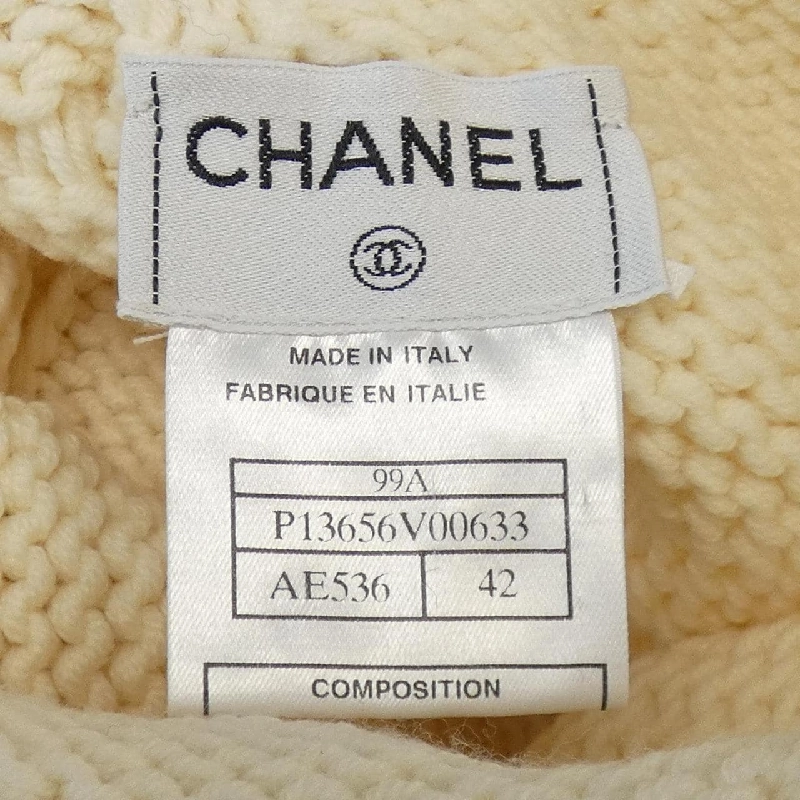 CHANEL
MADE IN ITALY
FABRIQUE EN ITALIE
99A
P13656V00633
AE536 42
COMPOSITION